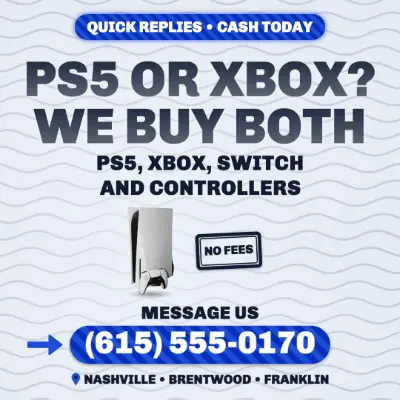 QUICK REPLIES • CASH TODAY
PS5 OR XBOX?
WE BUY BOTH
PS5, XBOX, SWITCH
AND CONTROLLERS
NO FEES
MESSAGE US
(615) 555-0170
NASHVILLE • BRENTWOOD • FRANKLIN